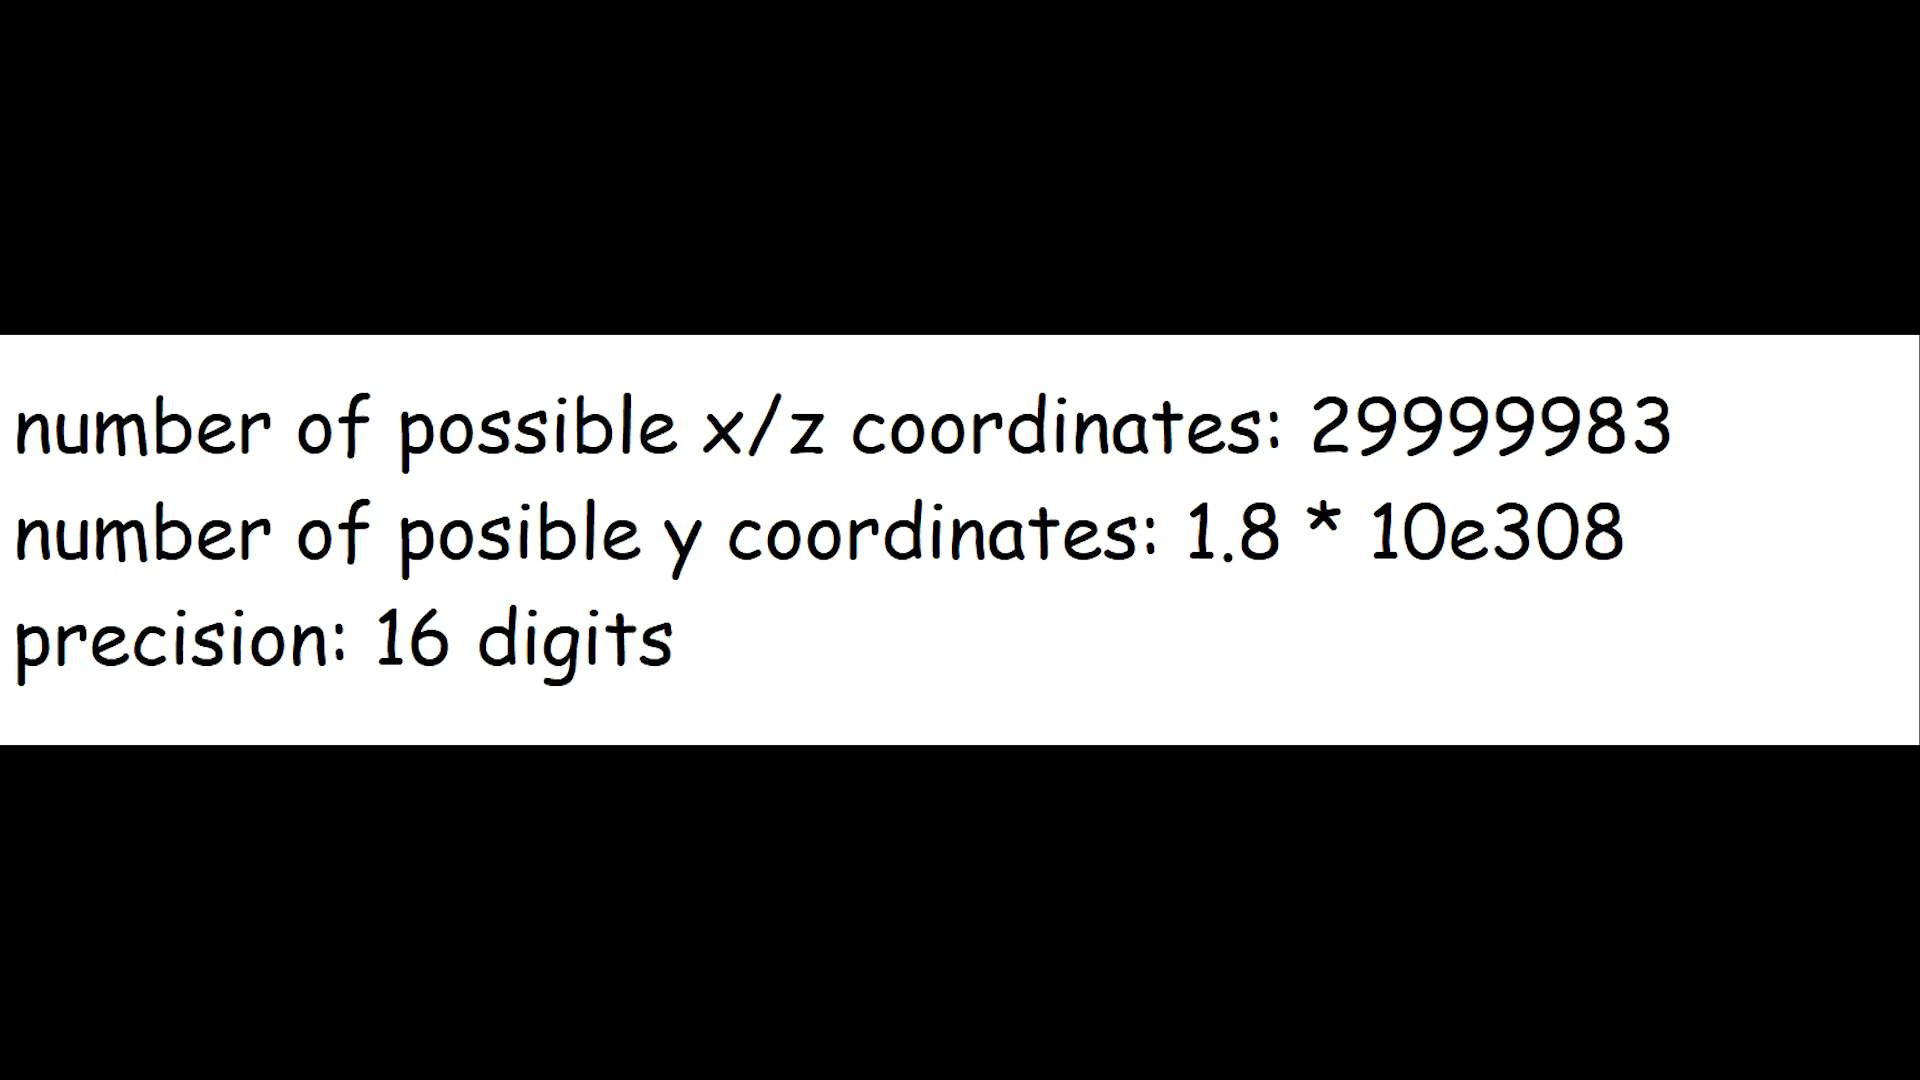 number of possible x/z coordinates: 29999983
number of posible y coordinates: 1.8 * 10e308
precision: 16 digits